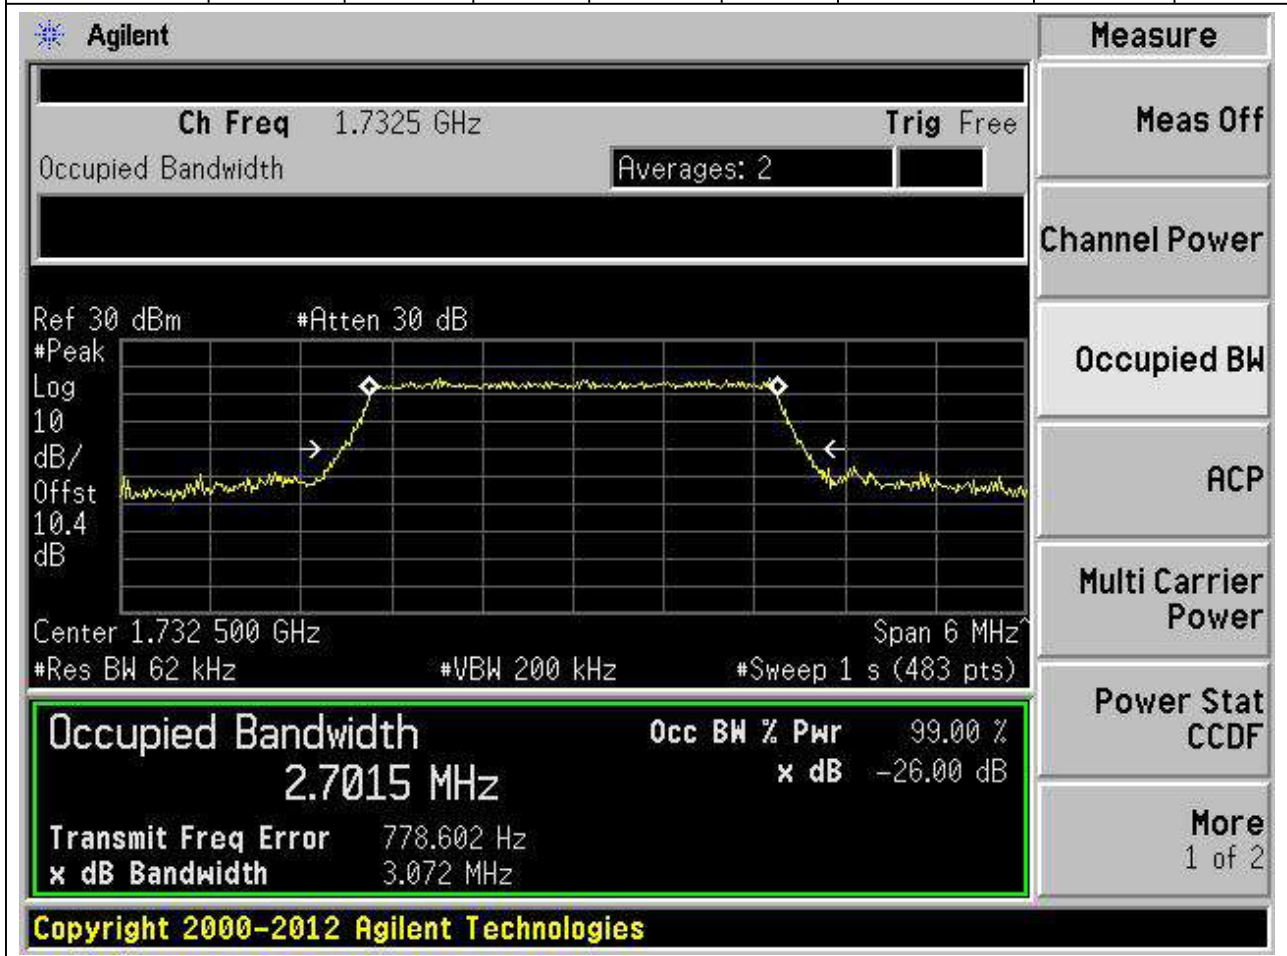 Agilent
Measure
Ch Freq 1.7325 GHz Trig Free
Occupied Bandwidth Averages: 2
Ref 30 dBm #Atten 30 dB
#Peak
Log
10
dB/
Offst
10.4
dB
Center 1.732 500 GHz Span 6 MHz^
#Res BW 62 kHz #VBW 200 kHz #Sweep 1 s (483 pts)
Occupied Bandwidth Occ BW % Pwr 99.00 %
2.7015 MHz x dB -26.00 dB
Transmit Freq Error 778.602 Hz
x dB Bandwidth 3.072 MHz
Copyright 2000-2012 Agilent Technologies
Meas Off
Channel Power
Occupied BW
ACP
Multi Carrier
Power
Power Stat
CCDF
More
1 of 2